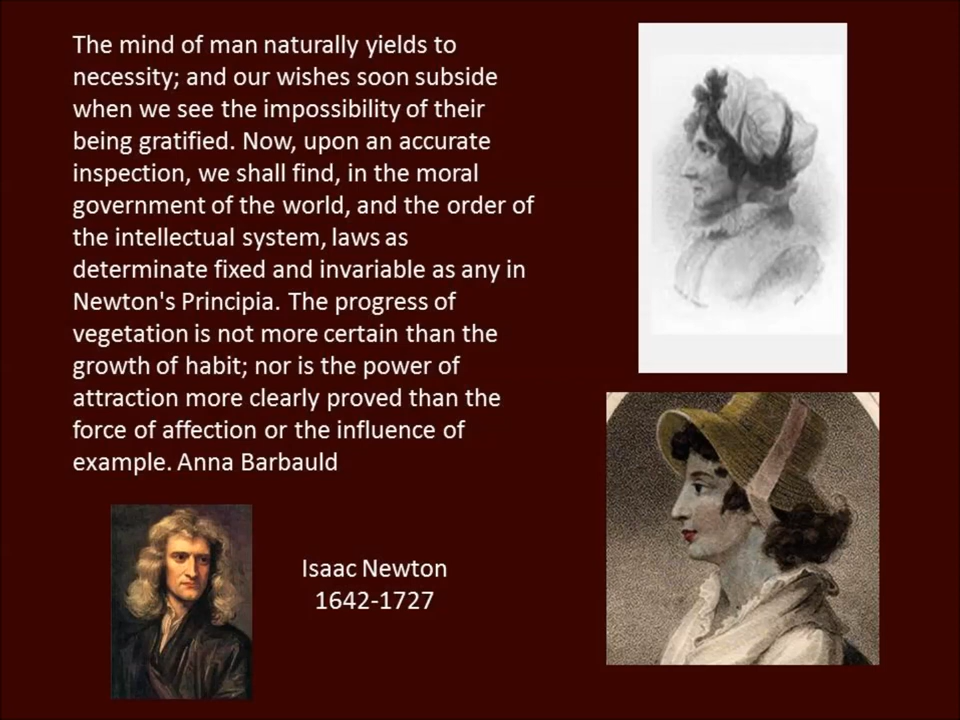 The mind of man naturally yields to
necessity; and our wishes soon subside
when we see the impossibility of their
being gratified. Now, upon an accurate
inspection, we shall find, in the moral
government of the world, and the order of
the intellectual system, laws as
determinate fixed and invariable as any in
Newton's Principia. The progress of
vegetation is not more certain than the
growth of habit; nor is the power of
attraction more clearly proved than the
force of affection or the influence of
example. Anna Barbauld
Isaac Newton
1642-1727